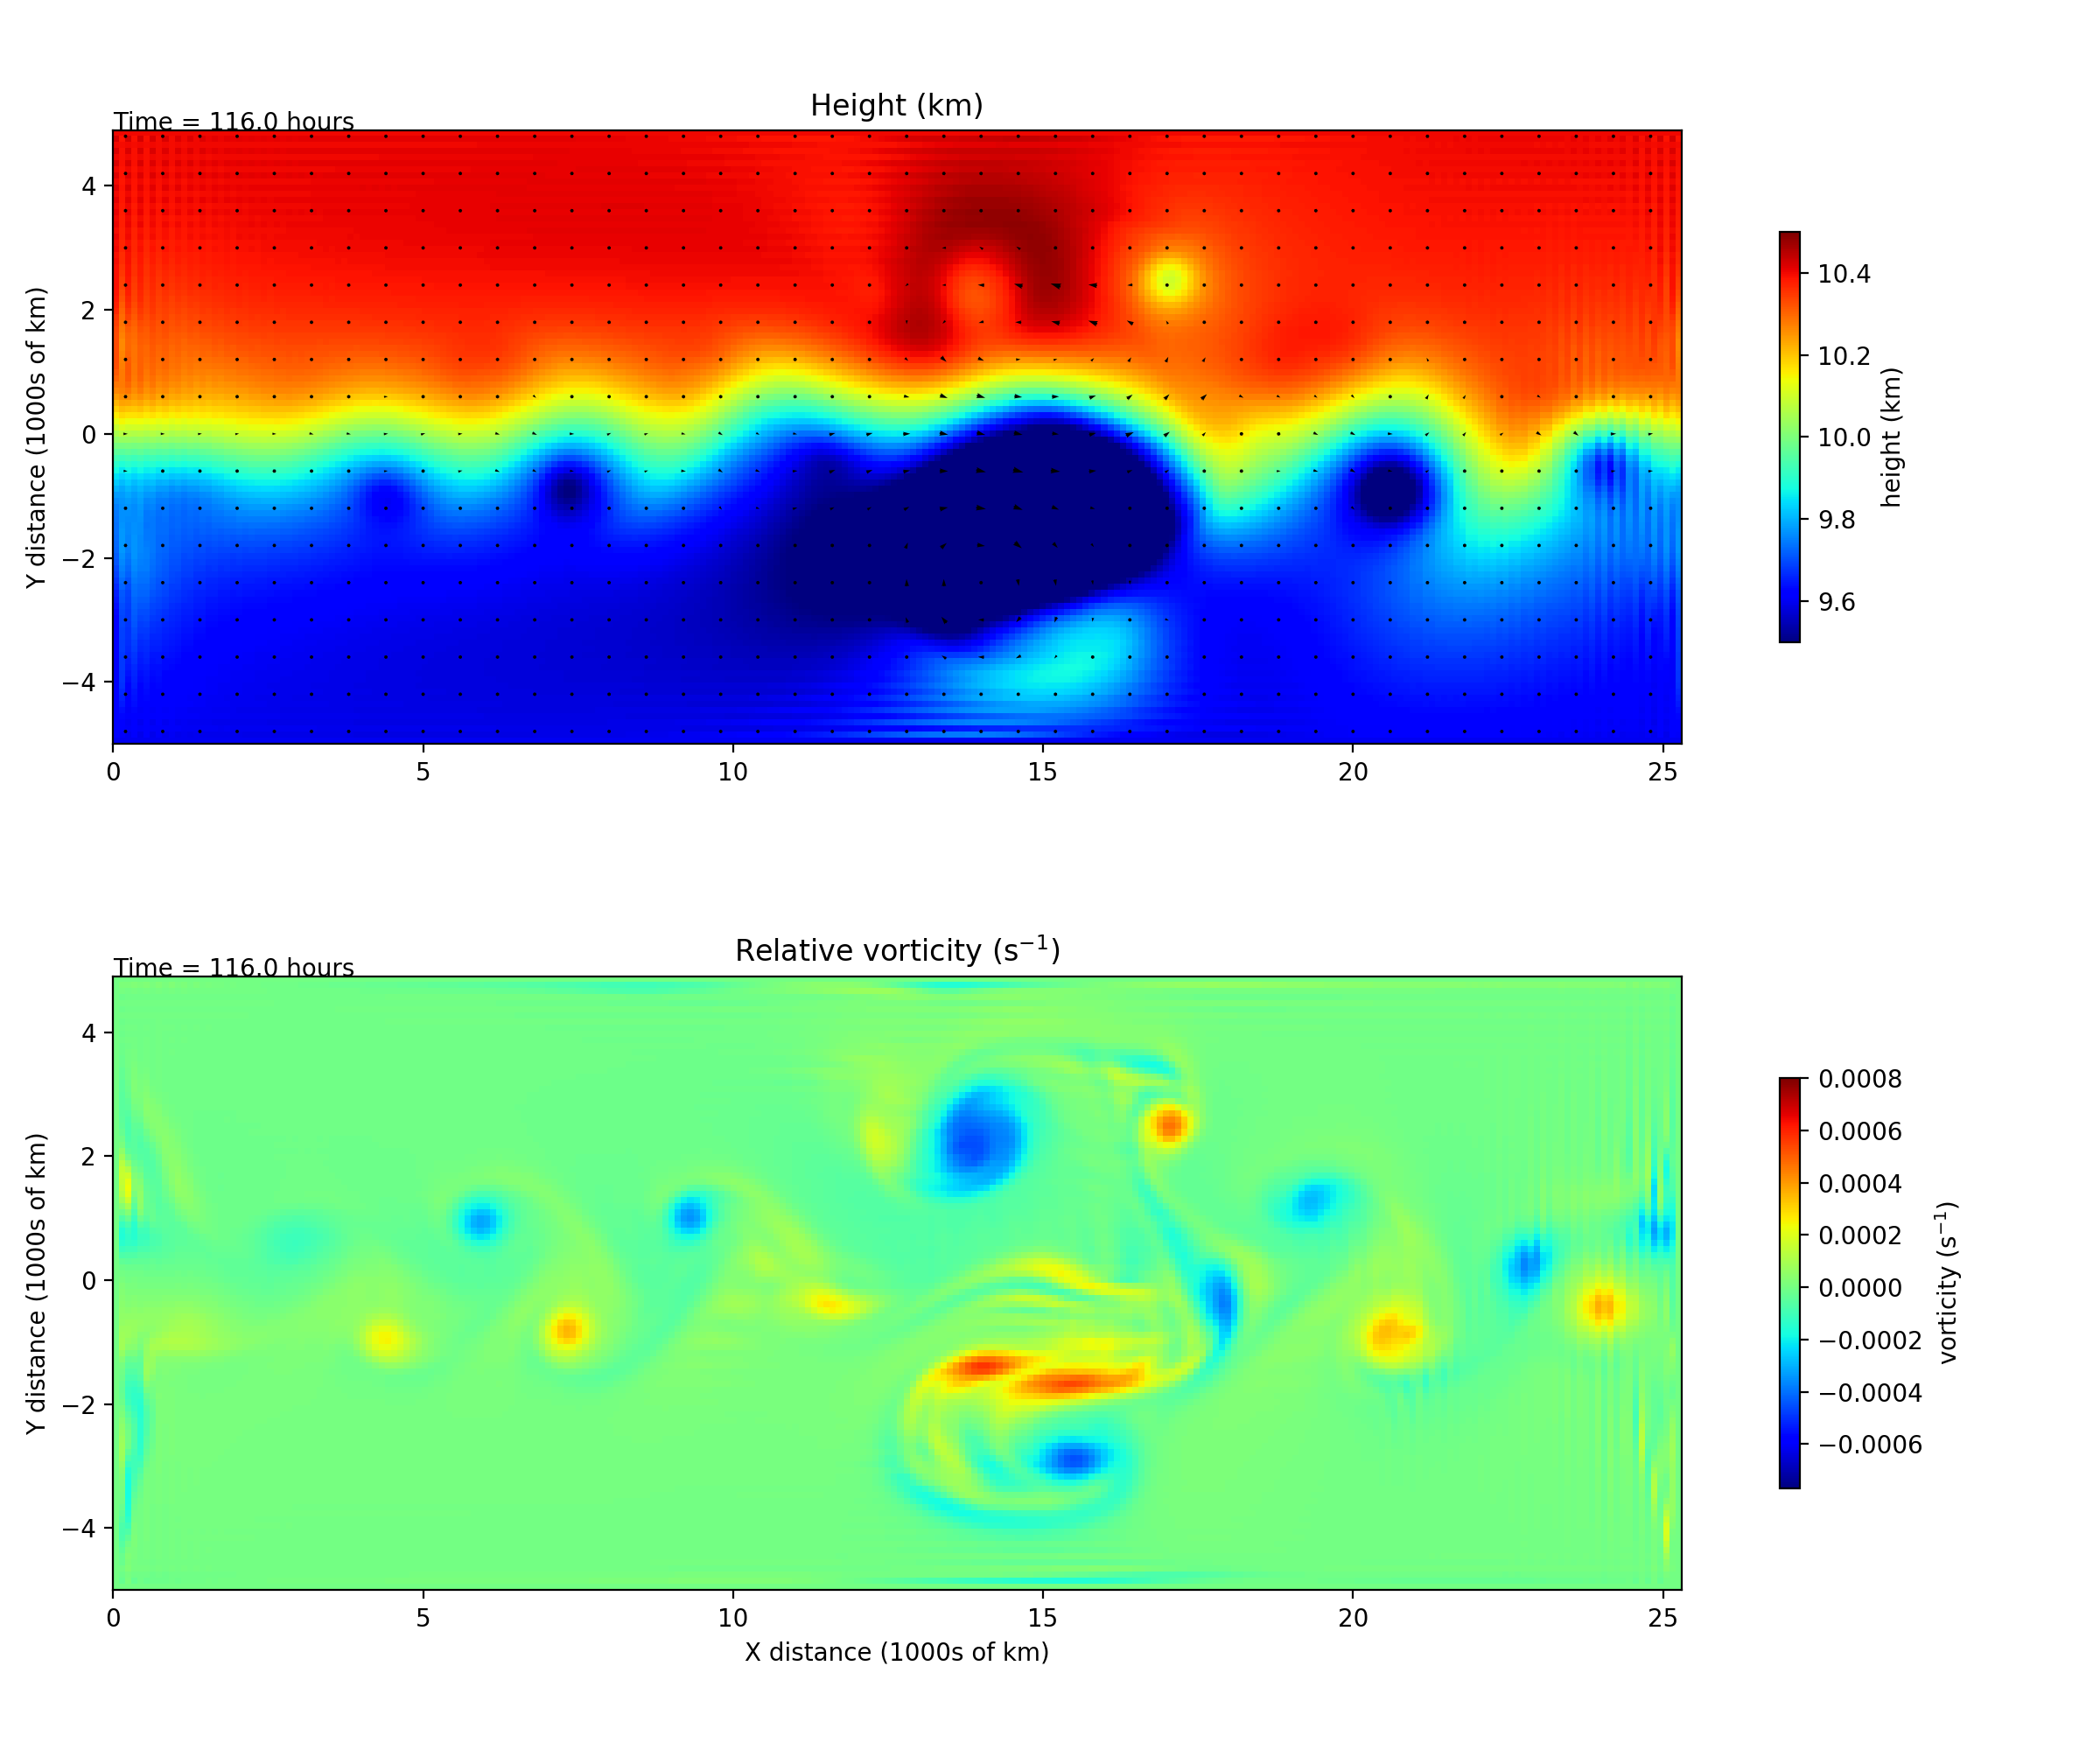 Height (km)
Time = 116.0 hours
Y distance (1000s of km)
4
2
0
−2
−4
0 5 10 15 20 25
10.4
10.2
10.0
9.8
9.6
height (km)
Relative vorticity (s⁻¹)
Time = 116.0 hours
Y distance (1000s of km)
4
2
0
−2
−4
0 5 10 15 20 25
X distance (1000s of km)
0.0008
0.0006
0.0004
0.0002
0.0000
−0.0002
−0.0004
−0.0006
vorticity (s⁻¹)